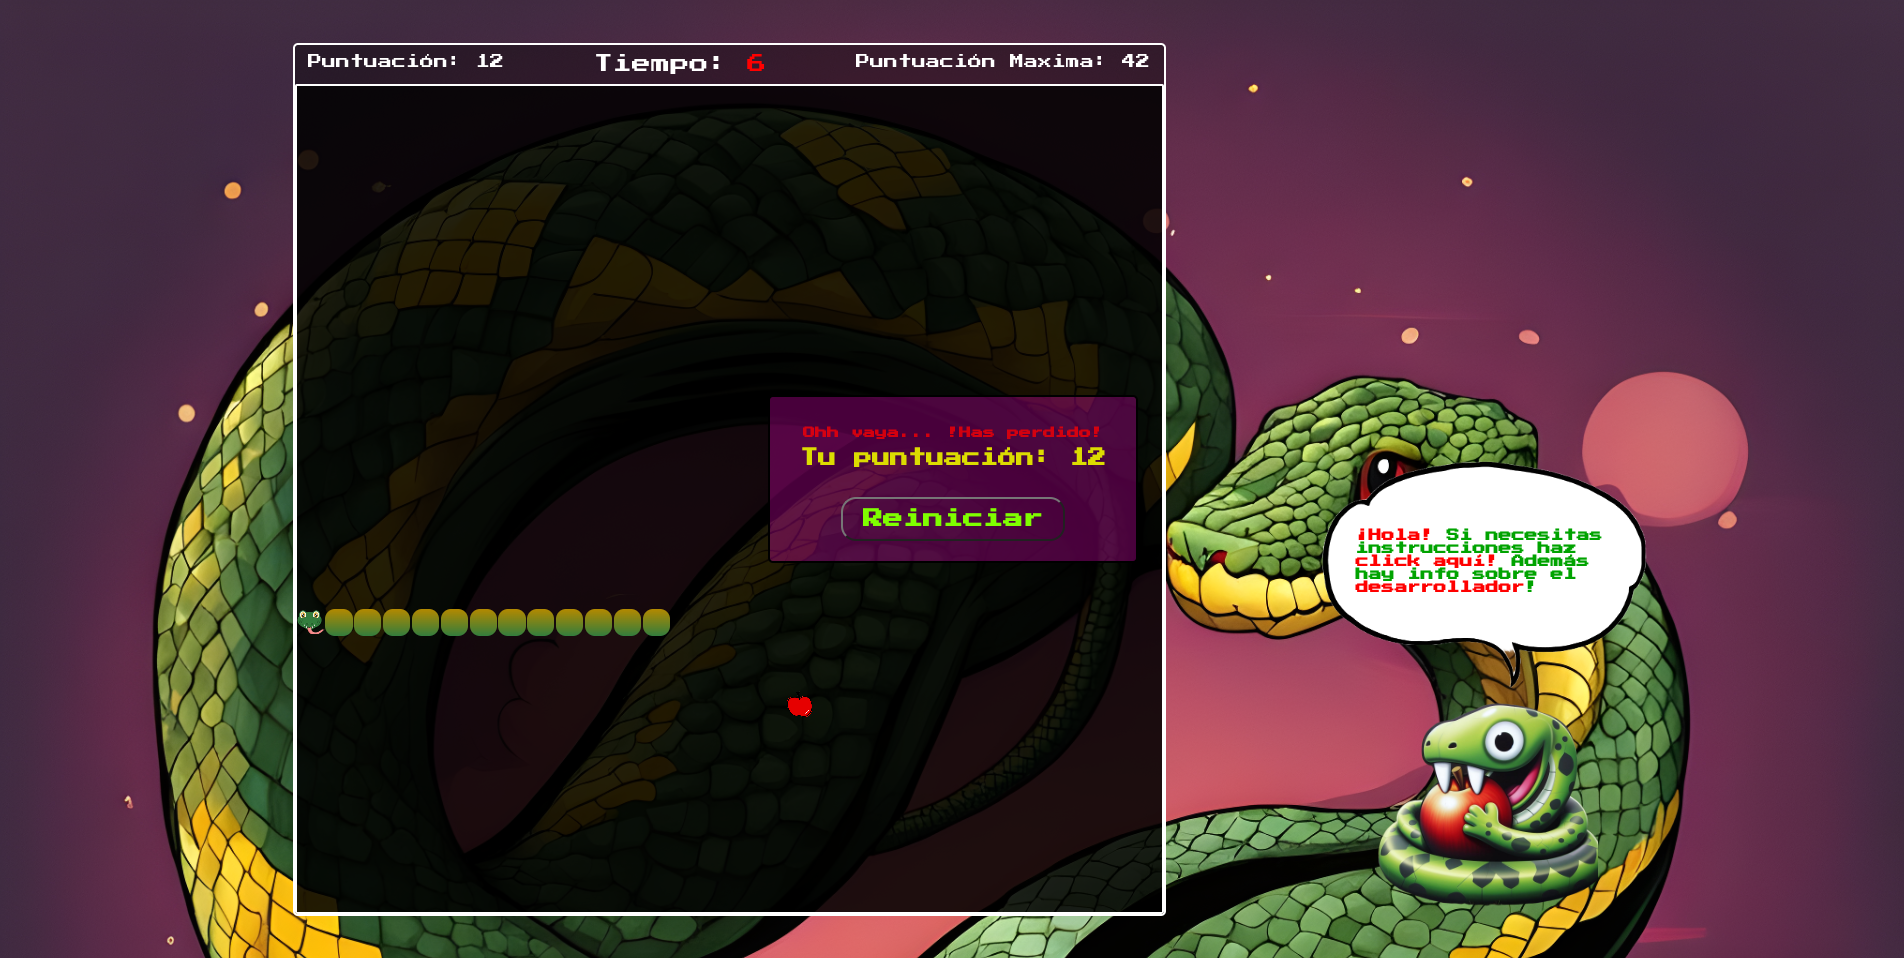 Puntuación: 12
Tiempo: 6
Puntuación Maxima: 42
Ohh vaya... !Has perdido!
Tu puntuación: 12
Reiniciar
¡Hola! Si necesitas
instrucciones haz
click aquí! Además
hay info sobre el
desarrollador!